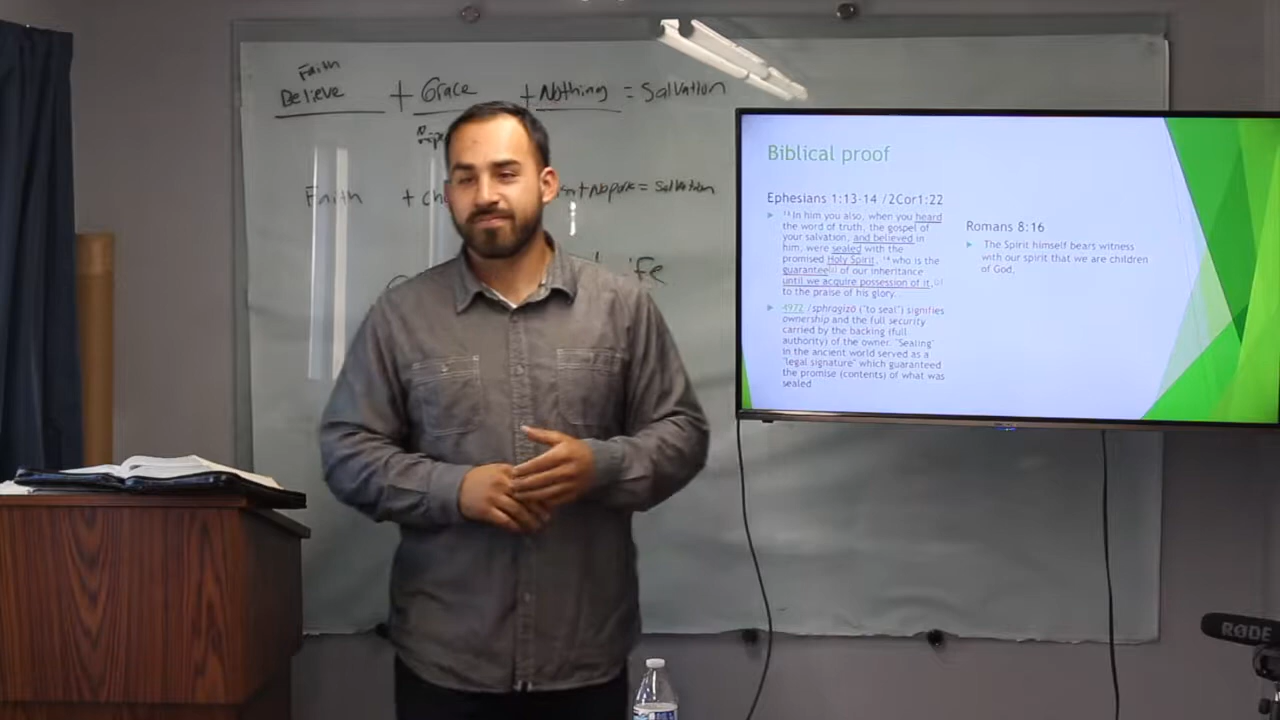 Faith
Believe + Grace + Nothing = Salvation
Faith + = Salvation
Biblical proof
Ephesians 1:13-14 /2Cor1:22
13 In him you also, when you heard
the word of truth, the gospel of
your salvation, and believed in
him, were sealed with the
promised Holy Spirit, 14 who is the
guarantee of our inheritance
until we acquire possession of it,
to the praise of his glory.
4972 /sphragízō ("to seal") signifies
ownership and the full security
carried by the backing (full
authority) of the owner. "Sealing"
in the ancient world served as a
"legal signature" which guaranteed
the promise (contents) of what was
sealed
Romans 8:16
The Spirit himself bears witness
with our spirit that we are children
of God,
RØDE